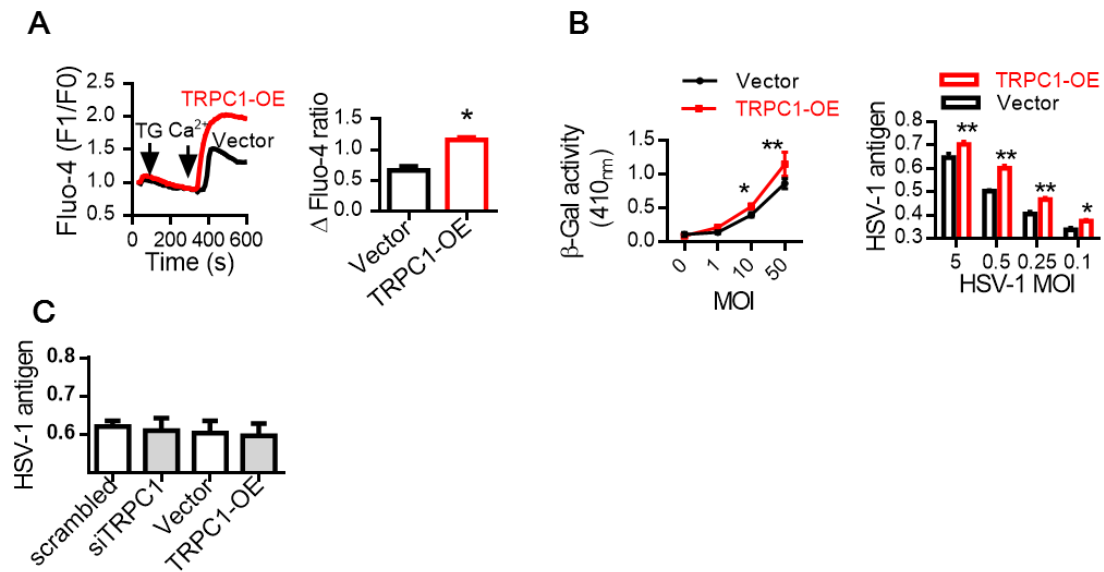 A
Fluo-4 (F1/F0)
2.5
2.0
1.5
1.0
0.5
TRPC1-OE
TG Ca²⁺
Vector
0 200 400 600
Time (s)
Δ Fluo-4 ratio
1.5
1.0
0.5
0.0
*
Vector
TRPC1-OE
B
Vector
TRPC1-OE
β-Gal activity
(410nm)
1.5
1.0
0.5
0.0
*
**
0 1 10 50
MOI
TRPC1-OE
Vector
HSV-1 antigen
0.8
0.7
0.6
0.5
0.4
0.3
** ** ** *
5 0.5 0.25 0.1
HSV-1 MOI
C
HSV-1 antigen
0.8
0.7
0.6
scrambled
siTRPC1
Vector
TRPC1-OE